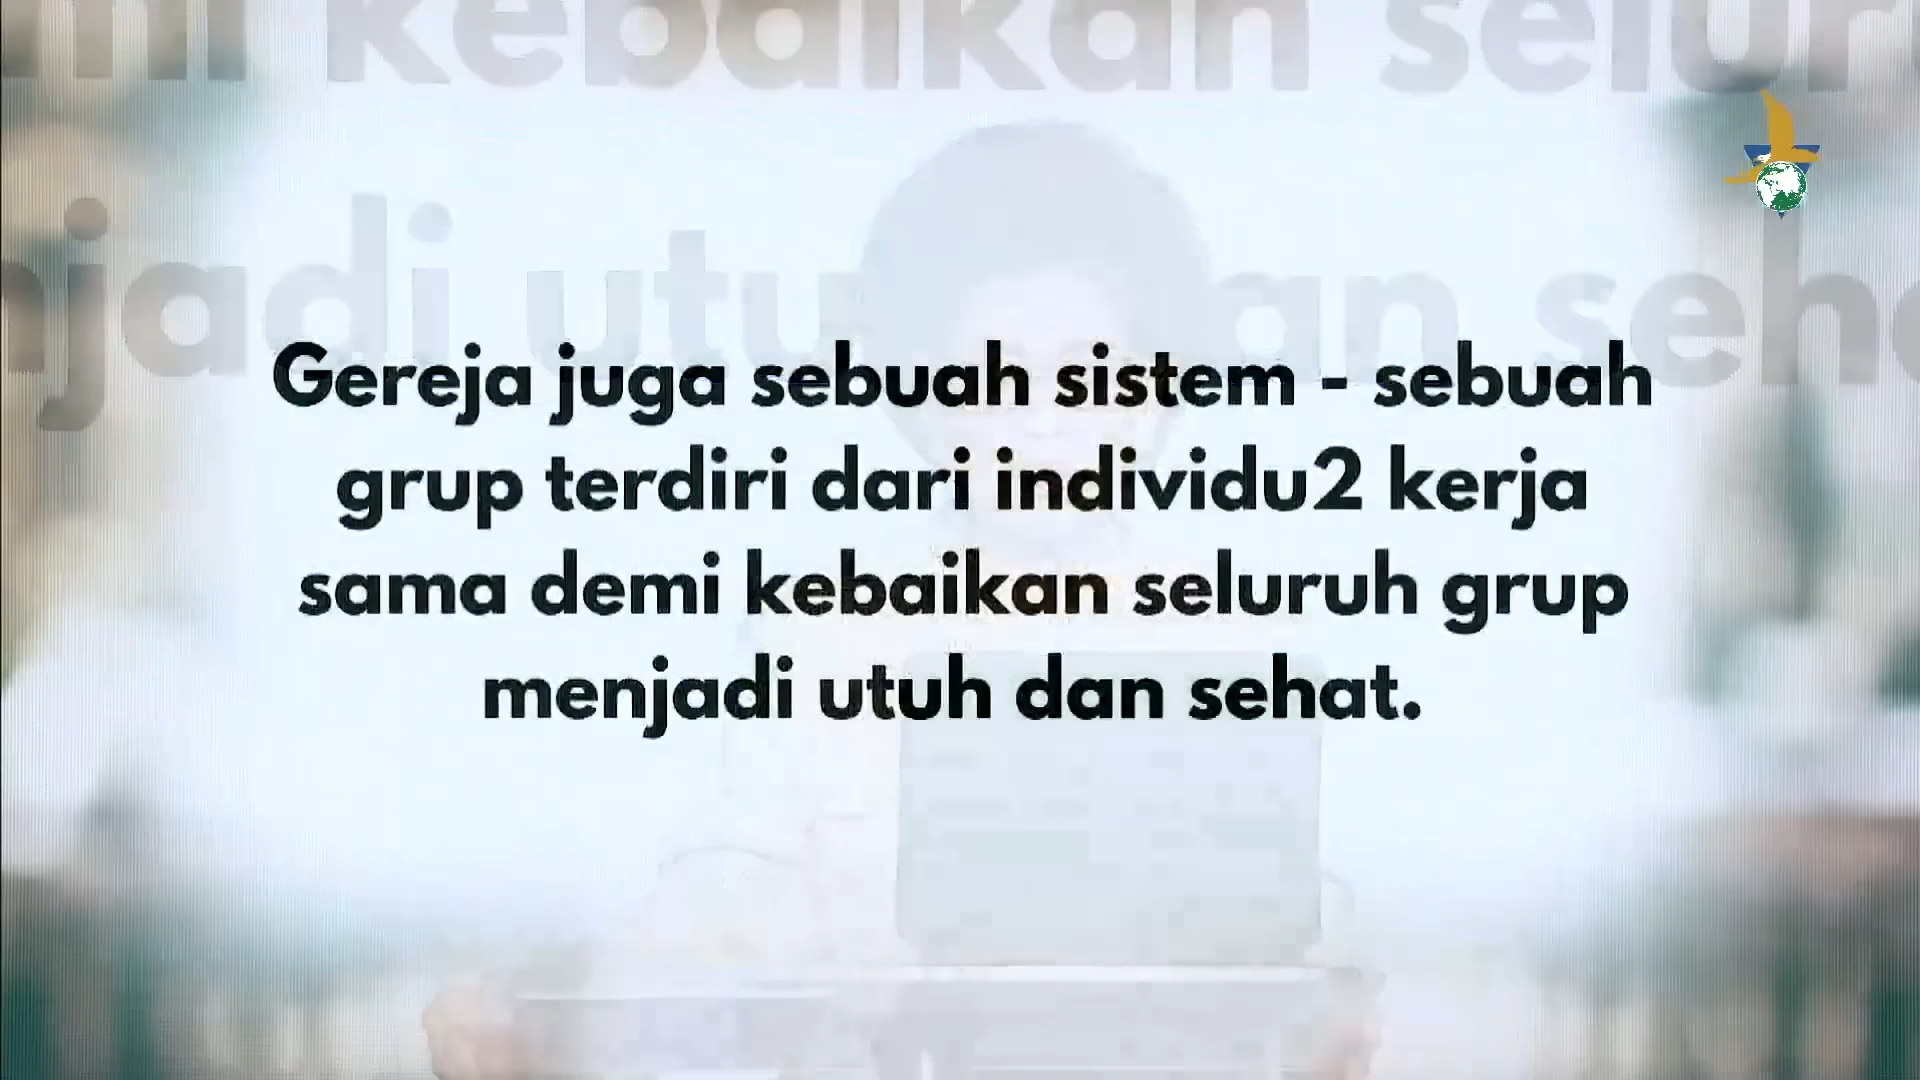 Gereja juga sebuah sistem - sebuah
grup terdiri dari individu2 kerja
sama demi kebaikan seluruh grup
menjadi utuh dan sehat.